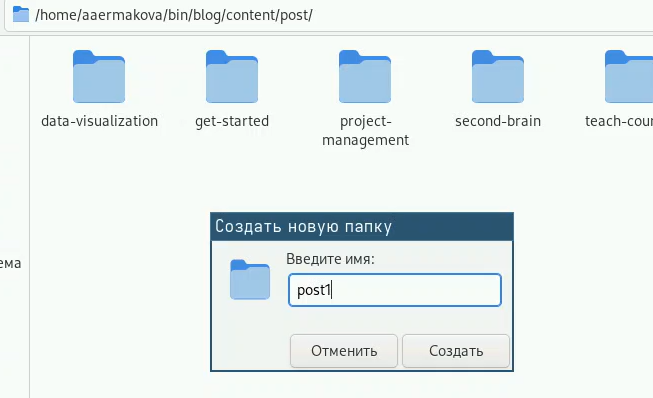 /home/aaermakova/bin/blog/content/post/
data-visualization
get-started
project-
management
second-brain
teach-cour
ема
Создать новую папку
Введите имя:
post1
Отменить
Создать